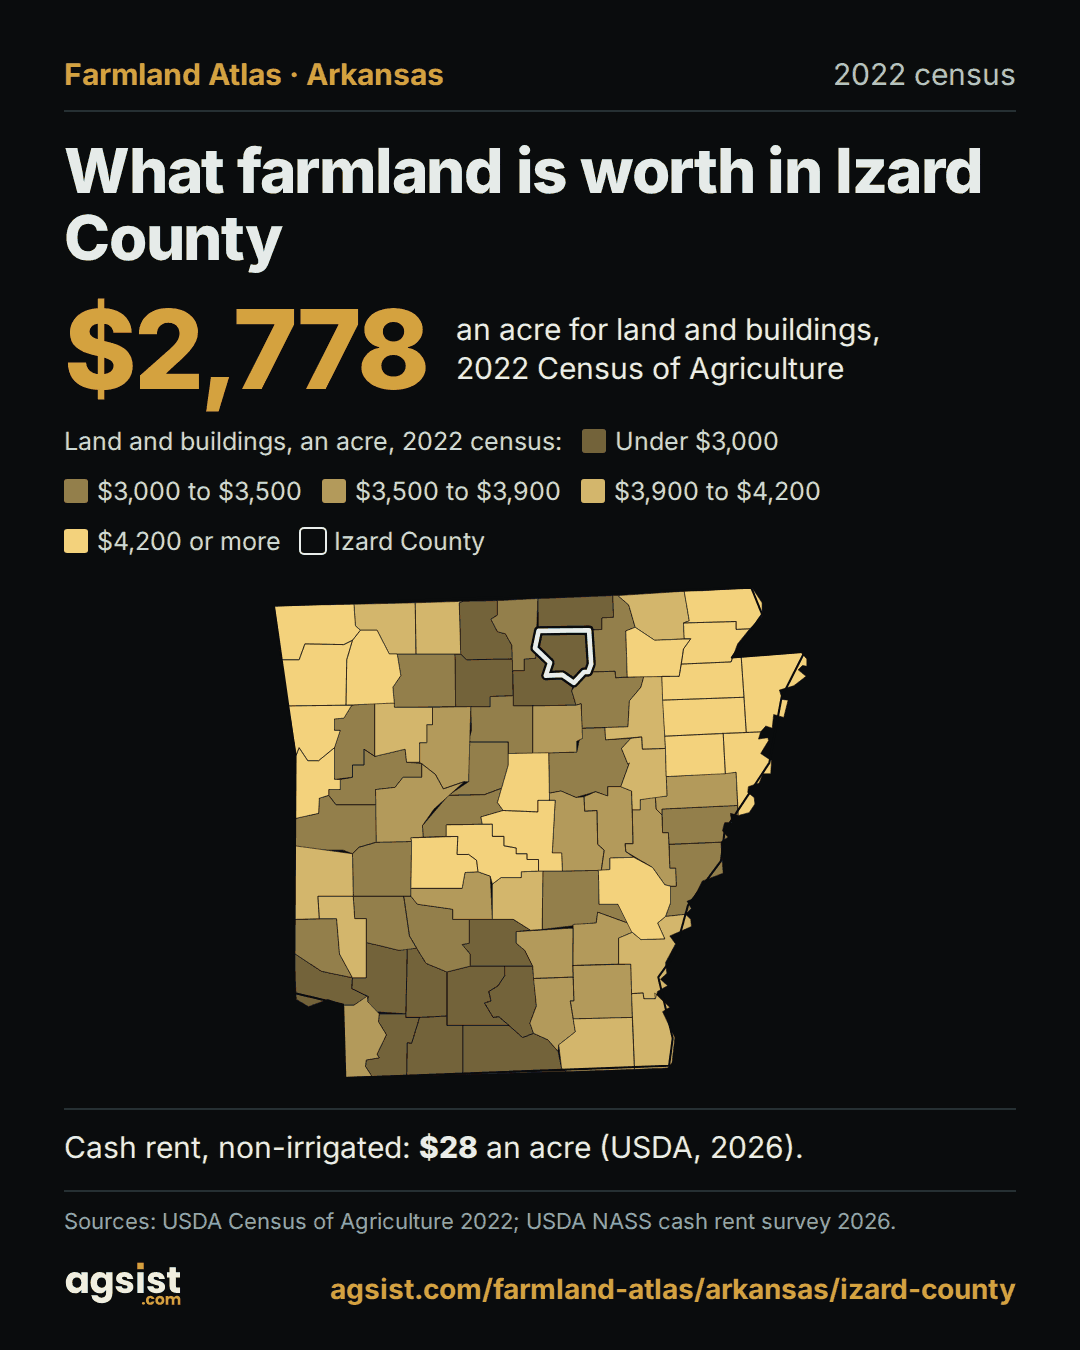 Farmland Atlas · Arkansas
2022 census
What farmland is worth in Izard
County
$2,778
an acre for land and buildings,
2022 Census of Agriculture
Land and buildings, an acre, 2022 census:
Under $3,000
$3,000 to $3,500
$3,500 to $3,900
$3,900 to $4,200
$4,200 or more
Izard County
Cash rent, non-irrigated: $28 an acre (USDA, 2026).
Sources: USDA Census of Agriculture 2022; USDA NASS cash rent survey 2026.
agsist
.com
agsist.com/farmland-atlas/arkansas/izard-county